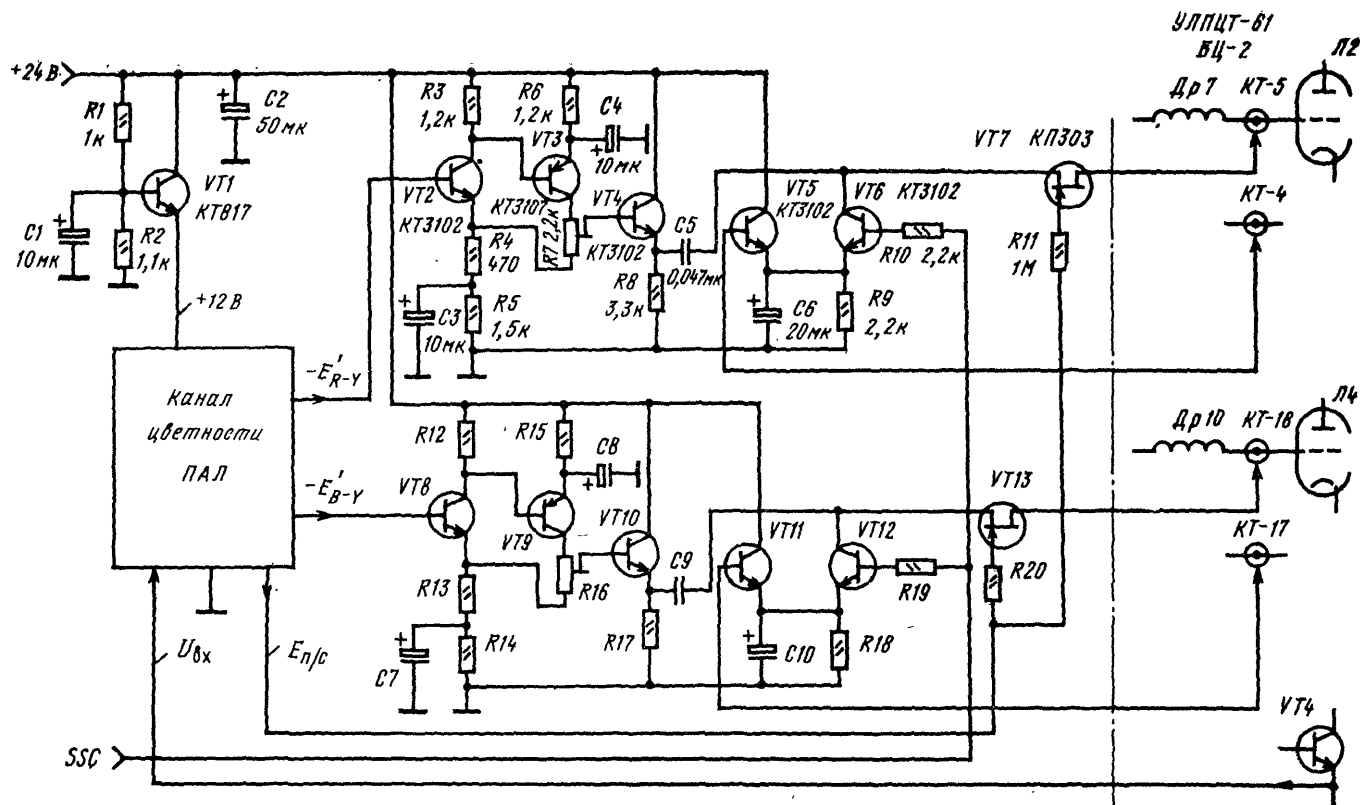 УЛПЦТ-61
ВЦ-2
Л2
+24В
Др7
КТ-5
R1
1к
C2
50мк
R3
1,2к
R6
1,2к
C4
10мк
VT3
VT7
КП303
VT1
КТ817
VT2
КТ3102
КТ3107
VT4
КТ3102
C5
0,047мк
VT5
КТ3102
VT6
КТ3102
КТ-4
C1
10мк
R2
1,1к
R4
470
R7 2,2к
R10 2,2к
R11
1М
+12В
C3
10мк
R5
1,5к
R8
3,3к
C6
20мк
R9
2,2к
-E'R-Y
Канал
цветности
ПАЛ
Л4
Др10
КТ-18
R12
R15
C8
-E'B-Y
VT8
VT9
VT10
VT11
VT12
VT13
КТ-17
R13
R16
C9
R19
R20
R17
Uвх
Eп/с
C7
R14
C10
R18
VT4
SSC